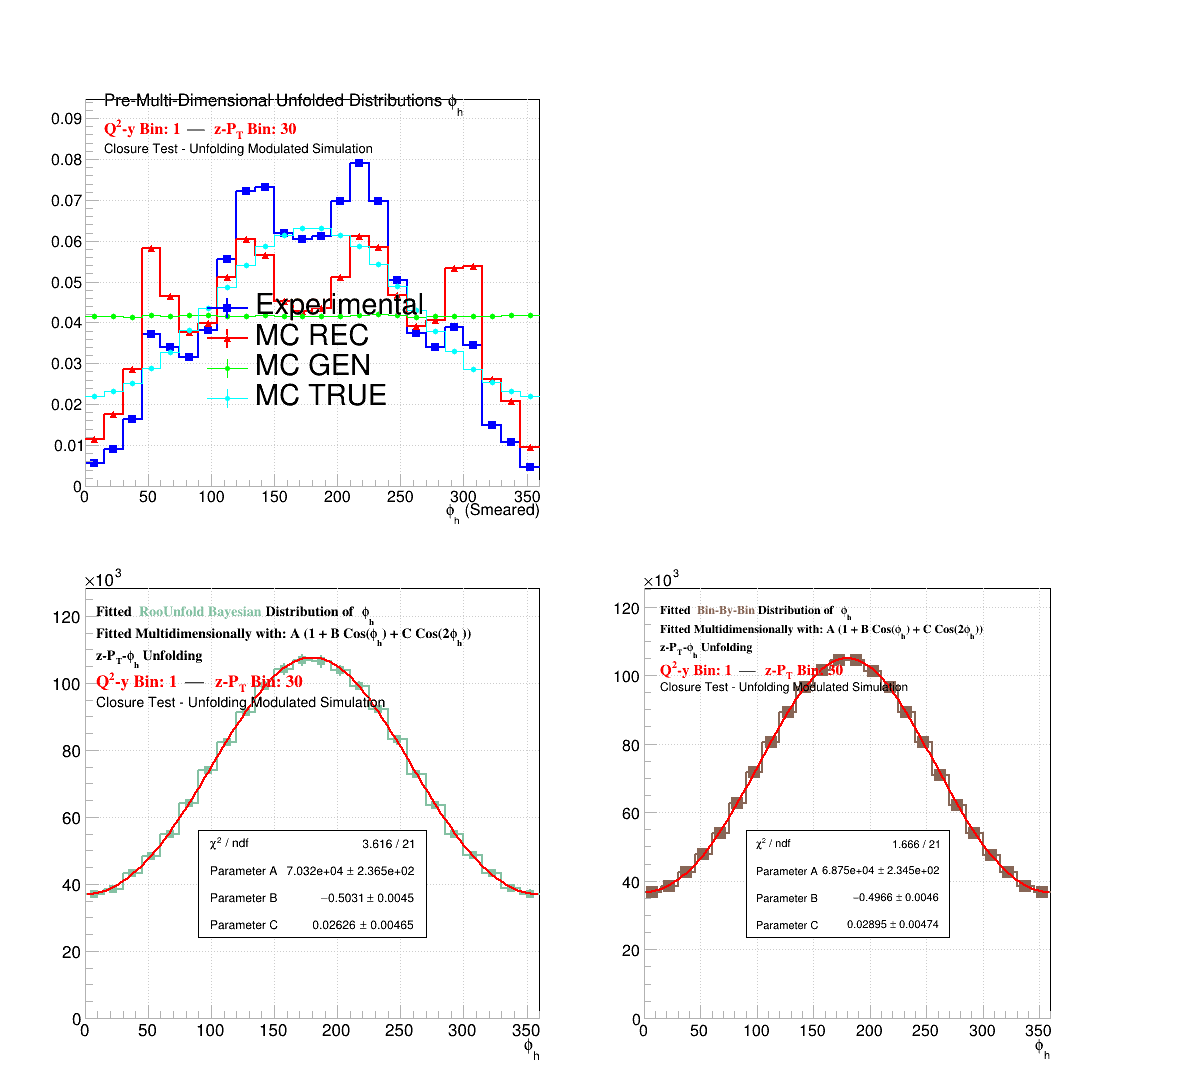 Pre-Multi-Dimensional Unfolded Distributions ϕh
Q2-y Bin: 1 — z-PT Bin: 30
Closure Test - Unfolding Modulated Simulation
0.09
0.08
0.07
0.06
0.05
0.04
0.03
0.02
0.01
0
Experimental
MC REC
MC GEN
MC TRUE
0 50 100 150 200 250 300 350
ϕh (Smeared)
×10^3
Fitted RooUnfold Bayesian Distribution of ϕh
Fitted Multidimensionally with: A (1 + B Cos(ϕh) + C Cos(2ϕh))
z-PT-ϕh Unfolding
Q2-y Bin: 1 — z-PT Bin: 30
Closure Test - Unfolding Modulated Simulation
120
100
80
60
40
20
0
χ2 / ndf 3.616 / 21
Parameter A 7.032e+04 ± 2.365e+02
Parameter B −0.5031 ± 0.0045
Parameter C 0.02626 ± 0.00465
0 50 100 150 200 250 300 350
ϕh
×10^3
Fitted Bin-By-Bin Distribution of ϕh
Fitted Multidimensionally with: A (1 + B Cos(ϕh) + C Cos(2ϕh))
z-PT-ϕh Unfolding
Q2-y Bin: 1 — z-PT Bin: 30
Closure Test - Unfolding Modulated Simulation
120
100
80
60
40
20
0
χ2 / ndf 1.666 / 21
Parameter A 6.875e+04 ± 2.345e+02
Parameter B −0.4966 ± 0.0046
Parameter C 0.02895 ± 0.00474
0 50 100 150 200 250 300 350
ϕh